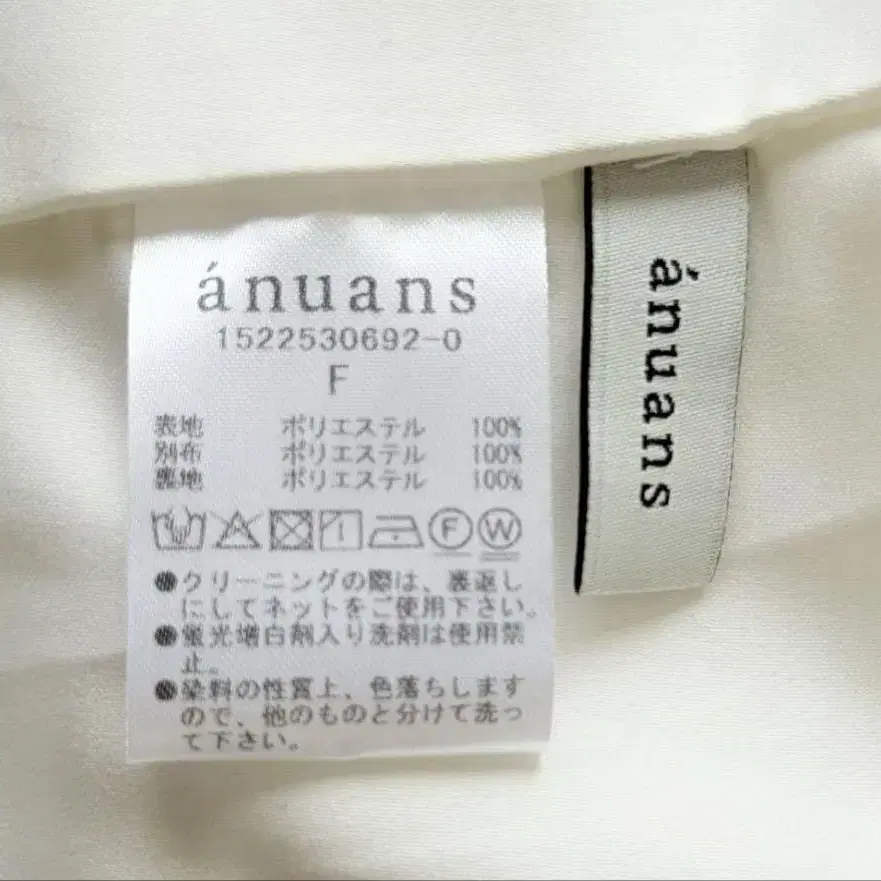 ánuans
1522530692-0
F
表地 ポリエステル 100%
別布 ポリエステル 100%
裏地 ポリエステル 100%
F W
●クリーニングの際は、裏返し
にしてネットをご使用下さい。
●蛍光増白剤入り洗剤は使用禁
止。
●染料の性質上、色落ちします
ので、他のものと分けて洗っ
て下さい。
ánuans